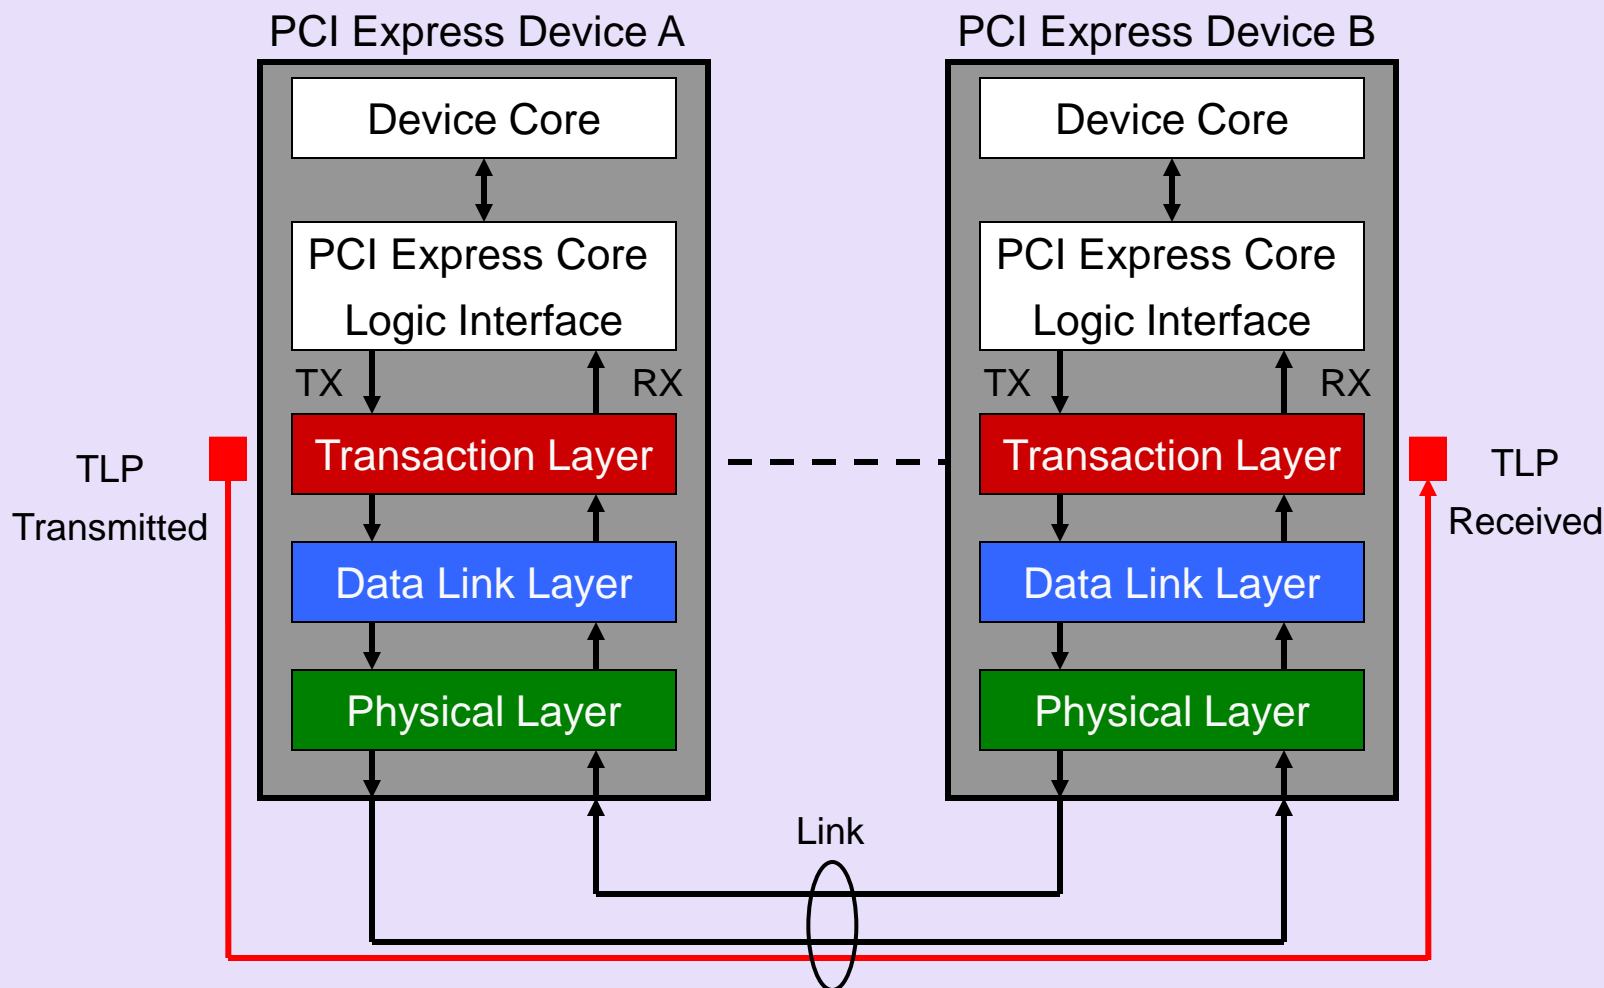 PCI Express Device A
PCI Express Device B
Device Core
Device Core
PCI Express Core
Logic Interface
PCI Express Core
Logic Interface
TX
RX
TX
RX
TLP
Transmitted
Transaction Layer
Transaction Layer
TLP
Received
Data Link Layer
Data Link Layer
Physical Layer
Physical Layer
Link